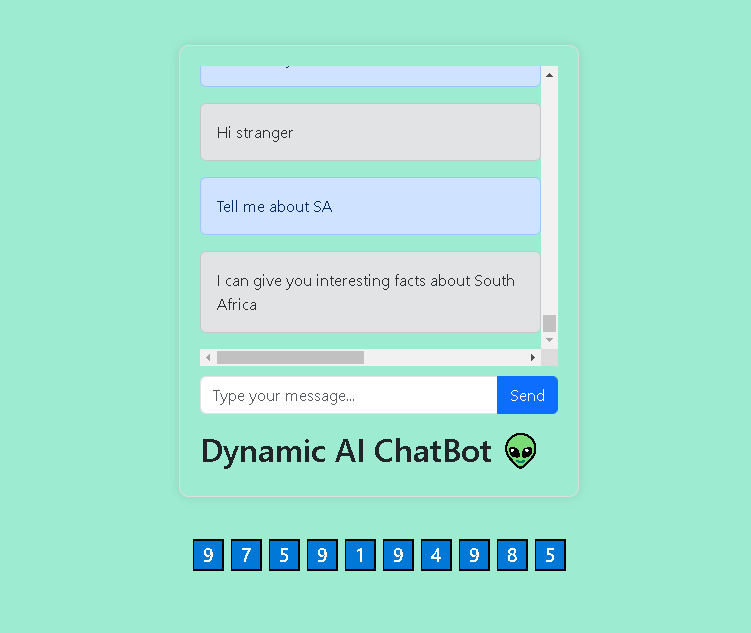 Hi stranger
Tell me about SA
I can give you interesting facts about South
Africa
Type your message...
Send
Dynamic AI ChatBot
9 7 5 9 1 9 4 9 8 5